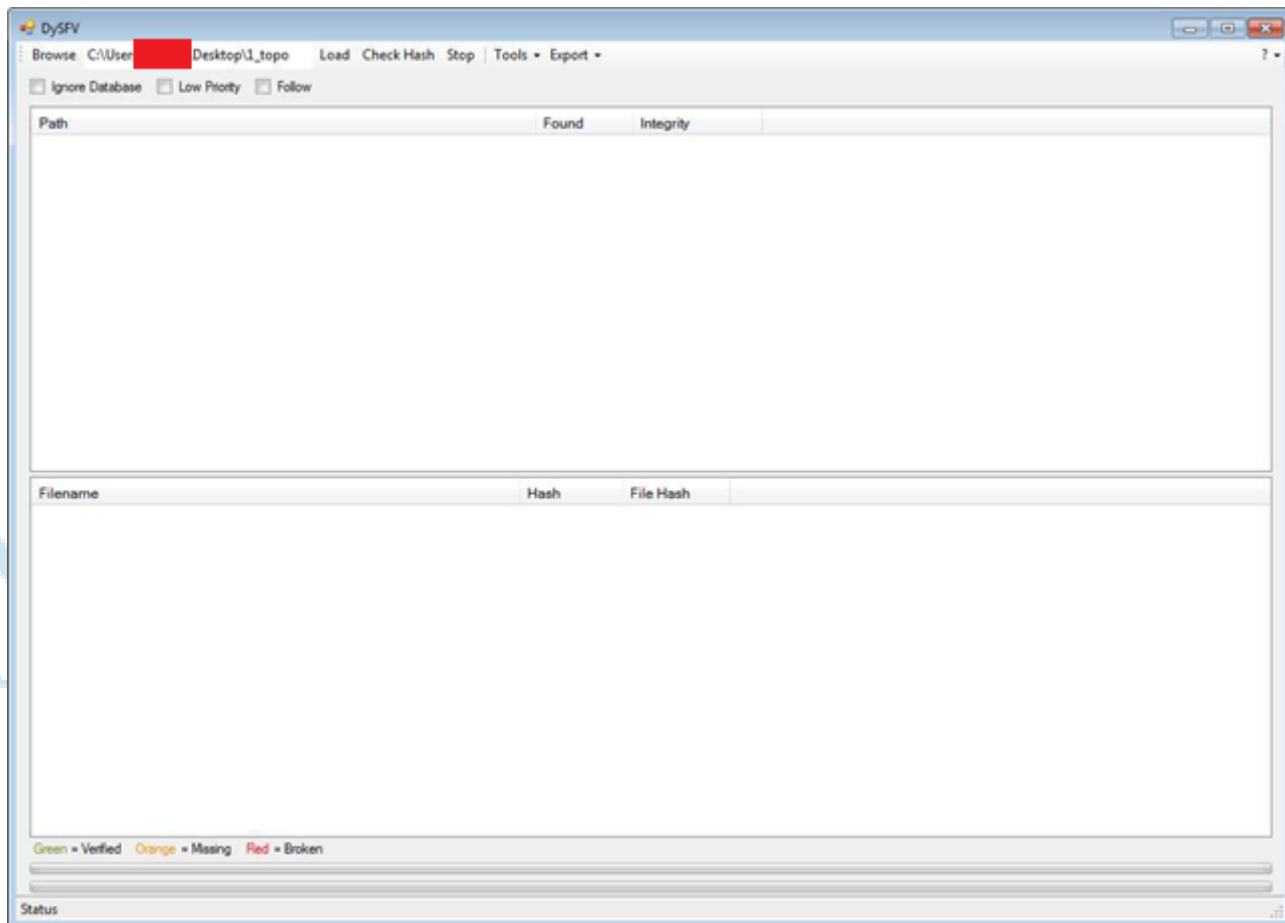 DySFV
Browse C:\User Desktop\1_topo Load Check Hash Stop Tools Export ?
Ignore Database Low Priority Follow
Path Found Integrity
Filename Hash File Hash
Green = Verified Orange = Missing Red = Broken
Status